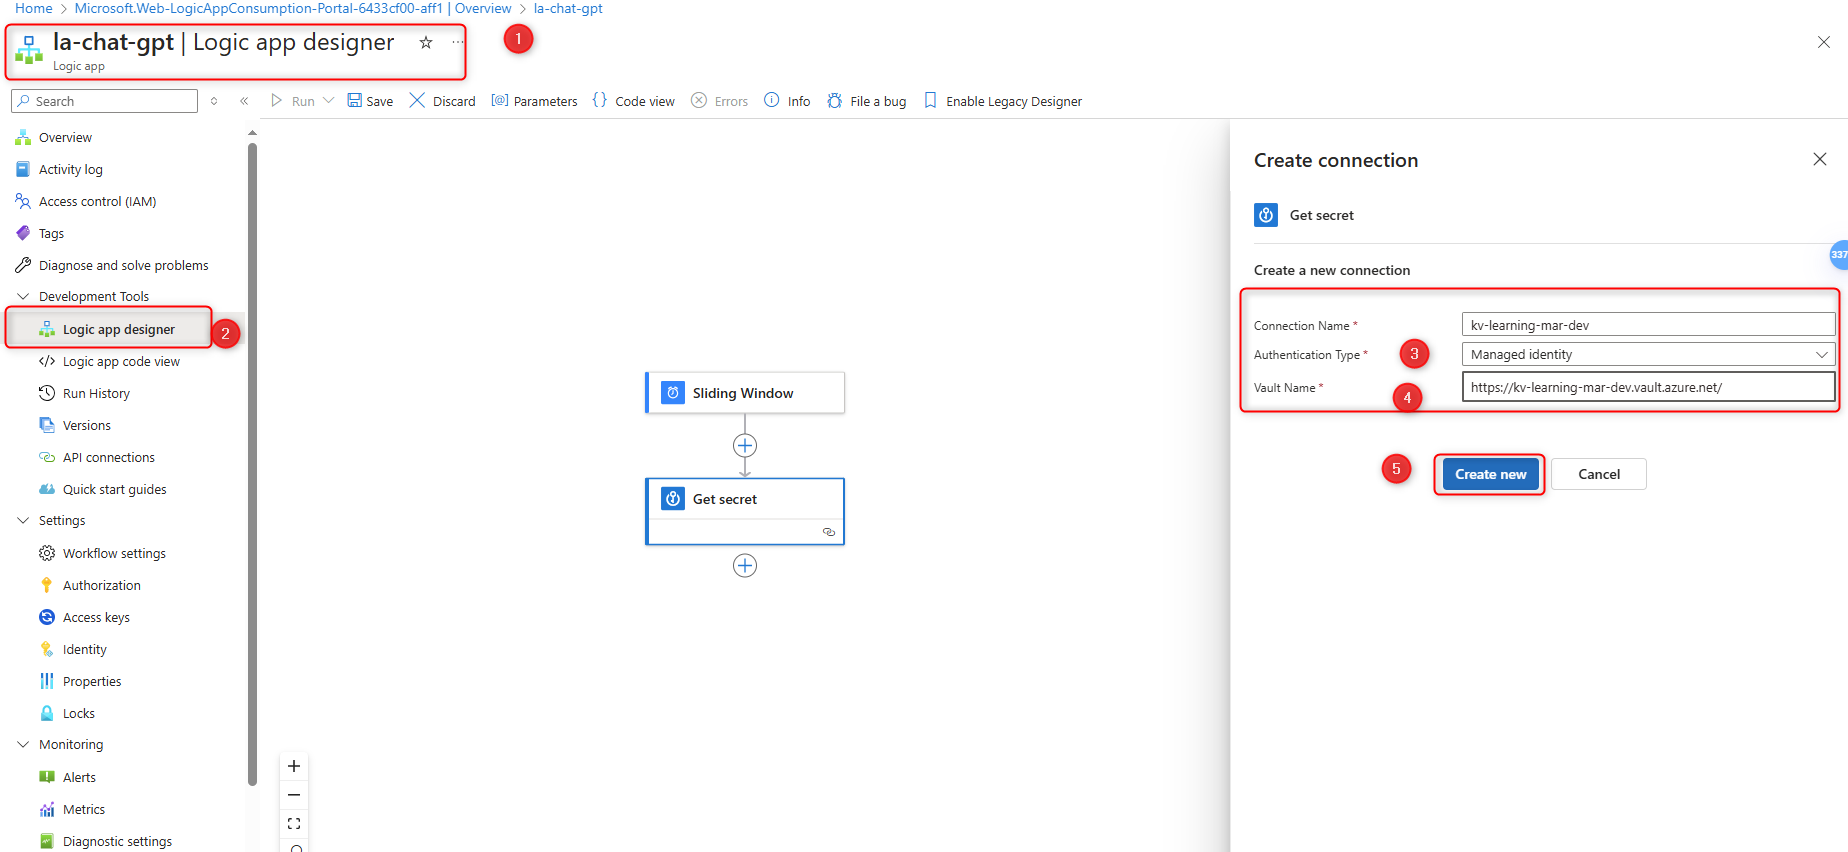 Home > Microsoft.Web-LogicAppConsumption-Portal-6433cf00-aff1 | Overview > la-chat-gpt
la-chat-gpt | Logic app designer
Logic app
1
Search
Run
Save
Discard
Parameters
Code view
Errors
Info
File a bug
Enable Legacy Designer
Overview
Activity log
Access control (IAM)
Tags
Diagnose and solve problems
Development Tools
Logic app designer
2
Logic app code view
Run History
Versions
API connections
Quick start guides
Settings
Workflow settings
Authorization
Access keys
Identity
Properties
Locks
Monitoring
Alerts
Metrics
Diagnostic settings
Sliding Window
Get secret
Create connection
Get secret
337
Create a new connection
Connection Name *
kv-learning-mar-dev
Authentication Type *
3
Managed identity
Vault Name *
4
https://kv-learning-mar-dev.vault.azure.net/
5
Create new
Cancel